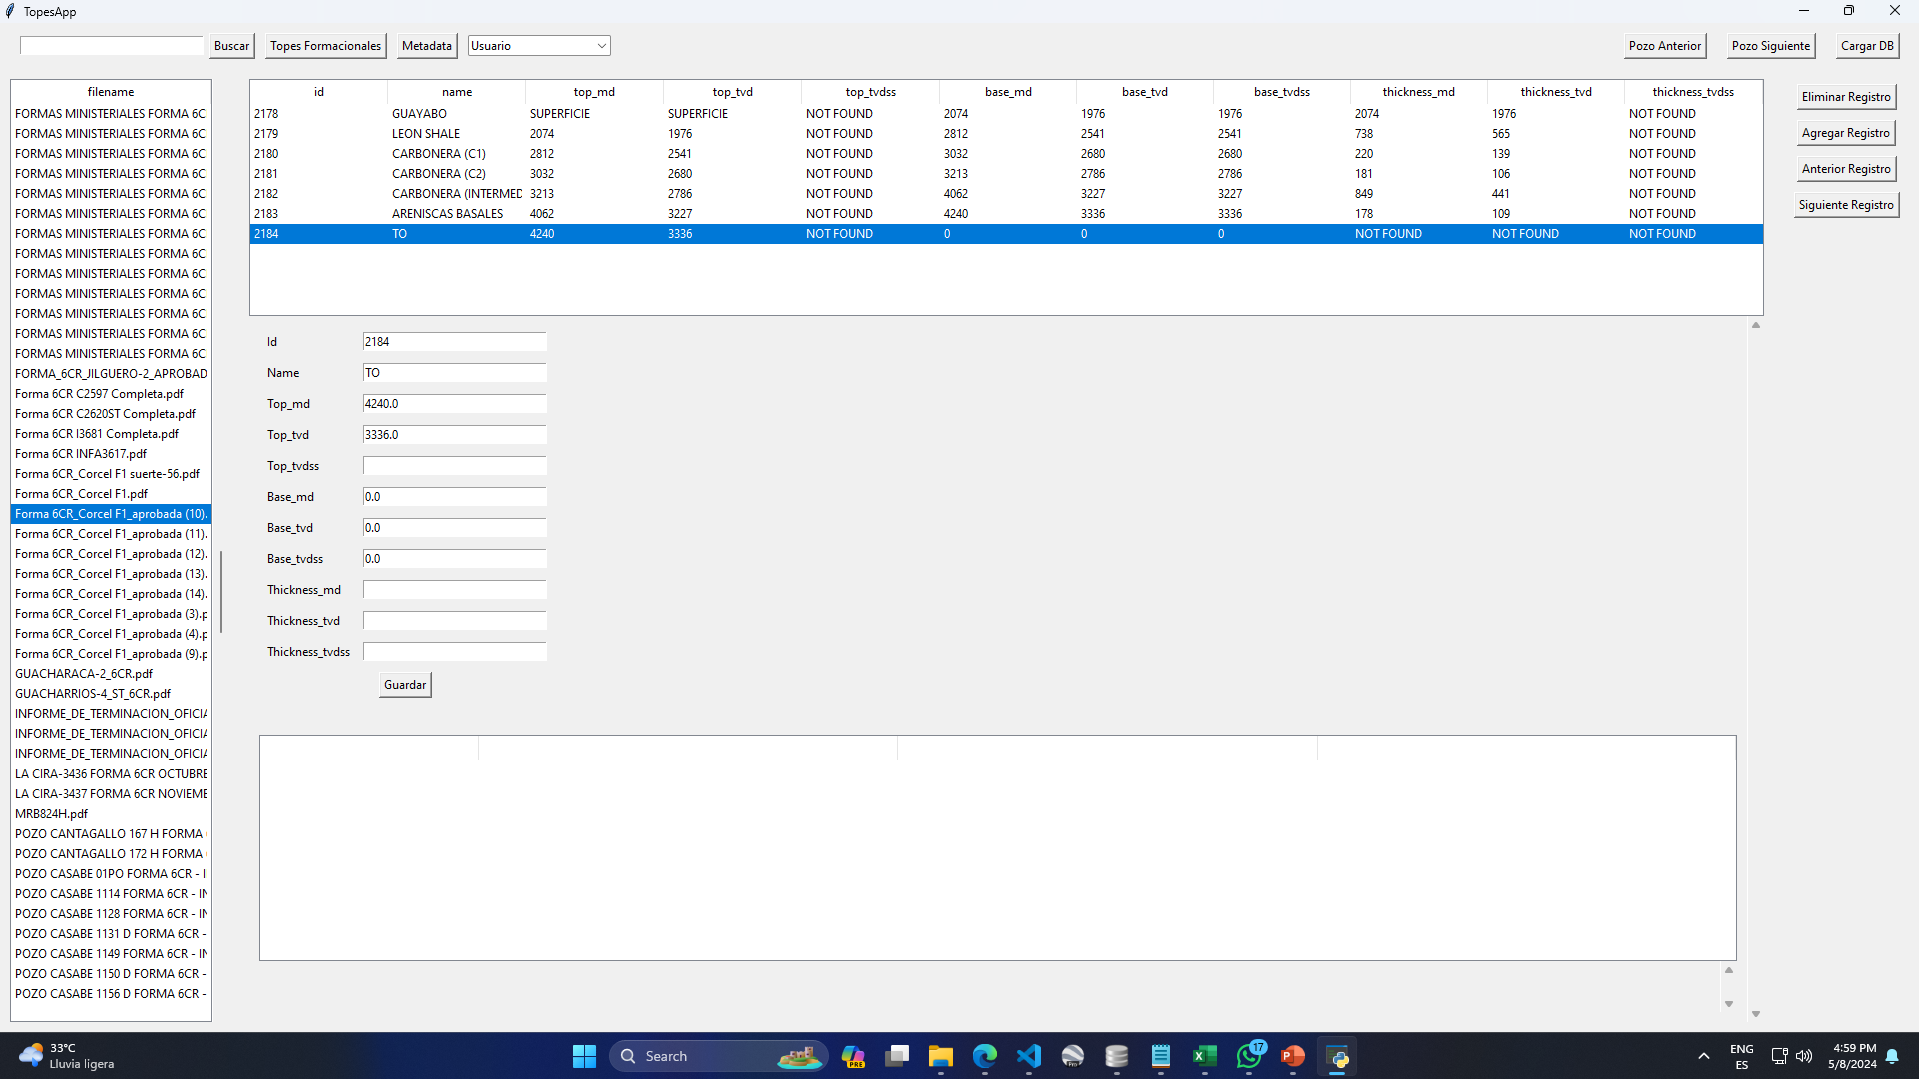 TopesApp
Buscar Topes Formacionales Metadata Usuario Pozo Anterior Pozo Siguiente Cargar DB
filename
FORMAS MINISTERIALES FORMA 6C
FORMAS MINISTERIALES FORMA 6C
FORMAS MINISTERIALES FORMA 6C
FORMAS MINISTERIALES FORMA 6C
FORMAS MINISTERIALES FORMA 6C
FORMAS MINISTERIALES FORMA 6C
FORMAS MINISTERIALES FORMA 6C
FORMAS MINISTERIALES FORMA 6C
FORMAS MINISTERIALES FORMA 6C
FORMAS MINISTERIALES FORMA 6C
FORMAS MINISTERIALES FORMA 6C
FORMAS MINISTERIALES FORMA 6C
FORMAS MINISTERIALES FORMA 6C
FORMA_6CR_JILGUERO-2_APROBAD
Forma 6CR C2597 Completa.pdf
Forma 6CR C2620ST Completa.pdf
Forma 6CR I3681 Completa.pdf
Forma 6CR INFA3617.pdf
Forma 6CR_Corcel F1 suerte-56.pdf
Forma 6CR_Corcel F1.pdf
Forma 6CR_Corcel F1_aprobada (10).
Forma 6CR_Corcel F1_aprobada (11).
Forma 6CR_Corcel F1_aprobada (12).
Forma 6CR_Corcel F1_aprobada (13).
Forma 6CR_Corcel F1_aprobada (14).
Forma 6CR_Corcel F1_aprobada (3).p
Forma 6CR_Corcel F1_aprobada (4).p
Forma 6CR_Corcel F1_aprobada (9).p
GUACHARACA-2_6CR.pdf
GUACHARRIOS-4_ST_6CR.pdf
INFORME_DE_TERMINACION_OFICIA
INFORME_DE_TERMINACION_OFICIA
INFORME_DE_TERMINACION_OFICIA
LA CIRA-3436 FORMA 6CR OCTUBRE
LA CIRA-3437 FORMA 6CR NOVIEME
MRB824H.pdf
POZO CANTAGALLO 167 H FORMA
POZO CANTAGALLO 172 H FORMA
POZO CASABE 01PO FORMA 6CR - I
POZO CASABE 1114 FORMA 6CR - IN
POZO CASABE 1128 FORMA 6CR - IN
POZO CASABE 1131 D FORMA 6CR -
POZO CASABE 1149 FORMA 6CR - IN
POZO CASABE 1150 D FORMA 6CR -
POZO CASABE 1156 D FORMA 6CR -
id name top_md top_tvd top_tvdss base_md base_tvd base_tvdss thickness_md thickness_tvd thickness_tvdss
2178 GUAYABO SUPERFICIE SUPERFICIE NOT FOUND 2074 1976 1976 2074 1976 NOT FOUND
2179 LEON SHALE 2074 1976 NOT FOUND 2812 2541 2541 738 565 NOT FOUND
2180 CARBONERA (C1) 2812 2541 NOT FOUND 3032 2680 2680 220 139 NOT FOUND
2181 CARBONERA (C2) 3032 2680 NOT FOUND 3213 2786 2786 181 106 NOT FOUND
2182 CARBONERA (INTERMED 3213 2786 NOT FOUND 4062 3227 3227 849 441 NOT FOUND
2183 ARENISCAS BASALES 4062 3227 NOT FOUND 4240 3336 3336 178 109 NOT FOUND
2184 TO 4240 3336 NOT FOUND 0 0 0 NOT FOUND NOT FOUND NOT FOUND
Eliminar Registro
Agregar Registro
Anterior Registro
Siguiente Registro
Id 2184
Name TO
Top_md 4240.0
Top_tvd 3336.0
Top_tvdss
Base_md 0.0
Base_tvd 0.0
Base_tvdss 0.0
Thickness_md
Thickness_tvd
Thickness_tvdss
Guardar
33°C
Lluvia ligera
Search
PRE
Pro
17
ENG
ES
4:59 PM
5/8/2024